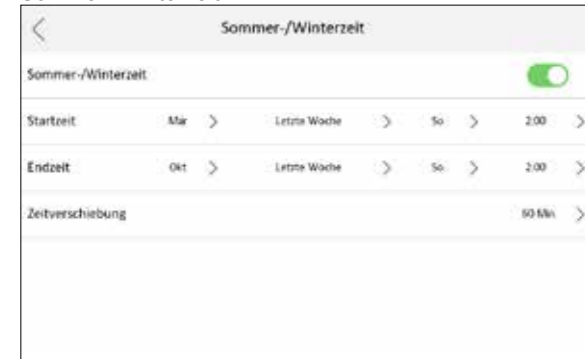 Sommer-/Winterzeit
Sommer-/Winterzeit
Startzeit Mär Letzte Woche So 2:00
Endzeit Okt Letzte Woche So 2:00
Zeitverschiebung 60 Min.